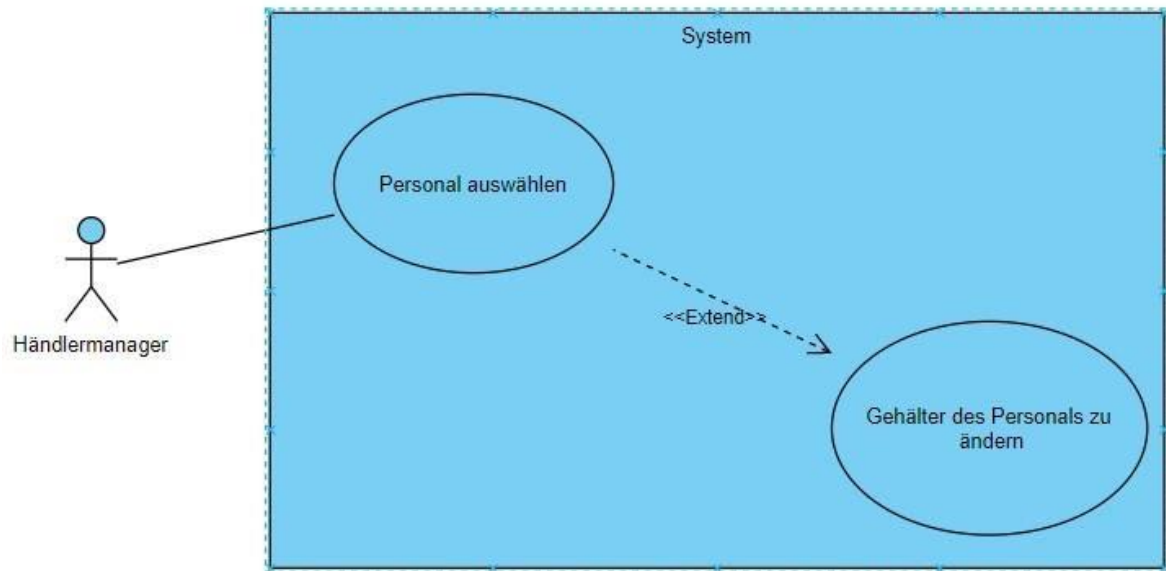 System
Personal auswählen
<<Extend>>
Händlermanager
Gehälter des Personals zu
ändern